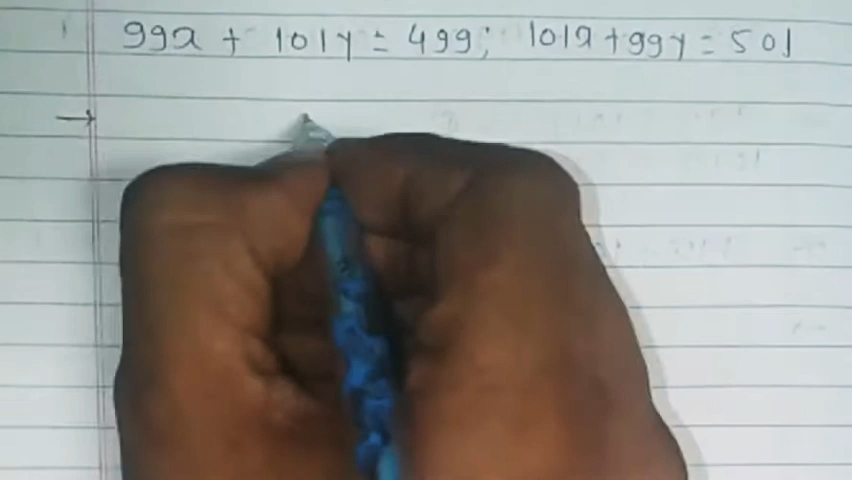 99x + 101y = 499; 101x + 99y = 501
→